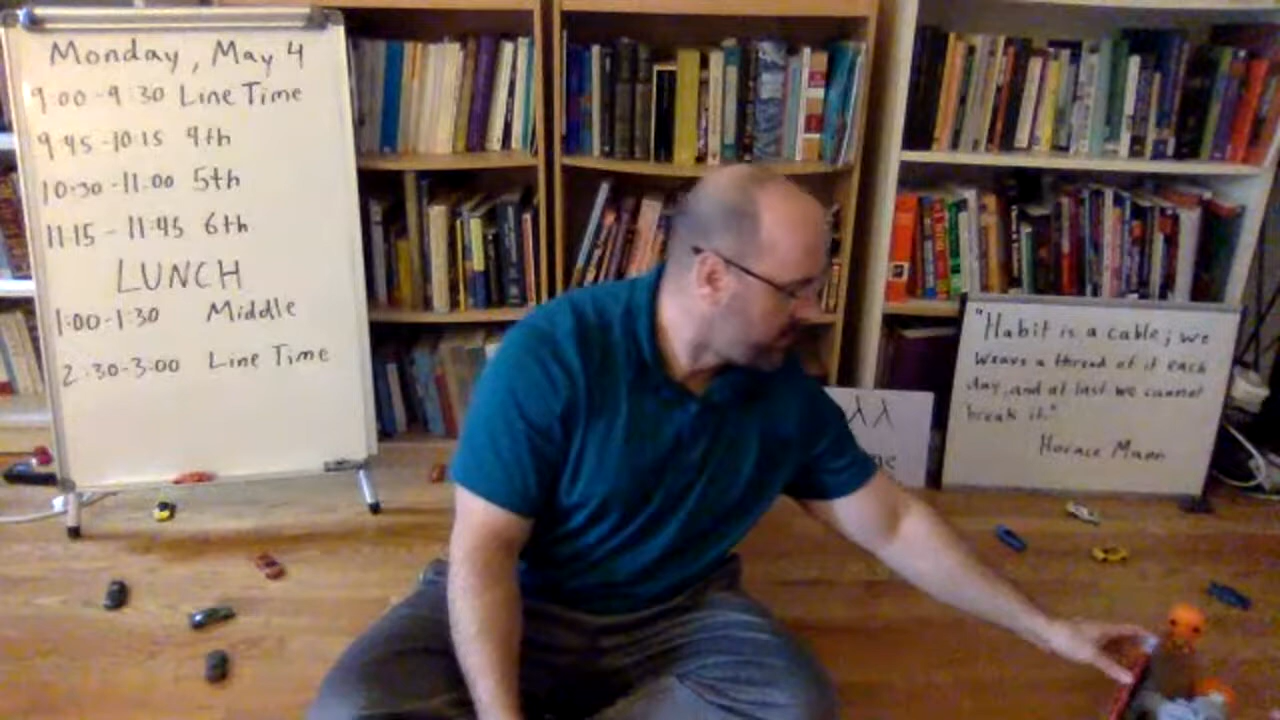 Monday, May 4
9:00-9:30 Line Time
9:45-10:15 4th
10:30-11:00 5th
11:15-11:45 6th
LUNCH
1:00-1:30 Middle
2:30-3:00 Line Time
"Habit is a cable; we
weave a thread of it each
day, and at last we cannot
break it."
Horace Mann